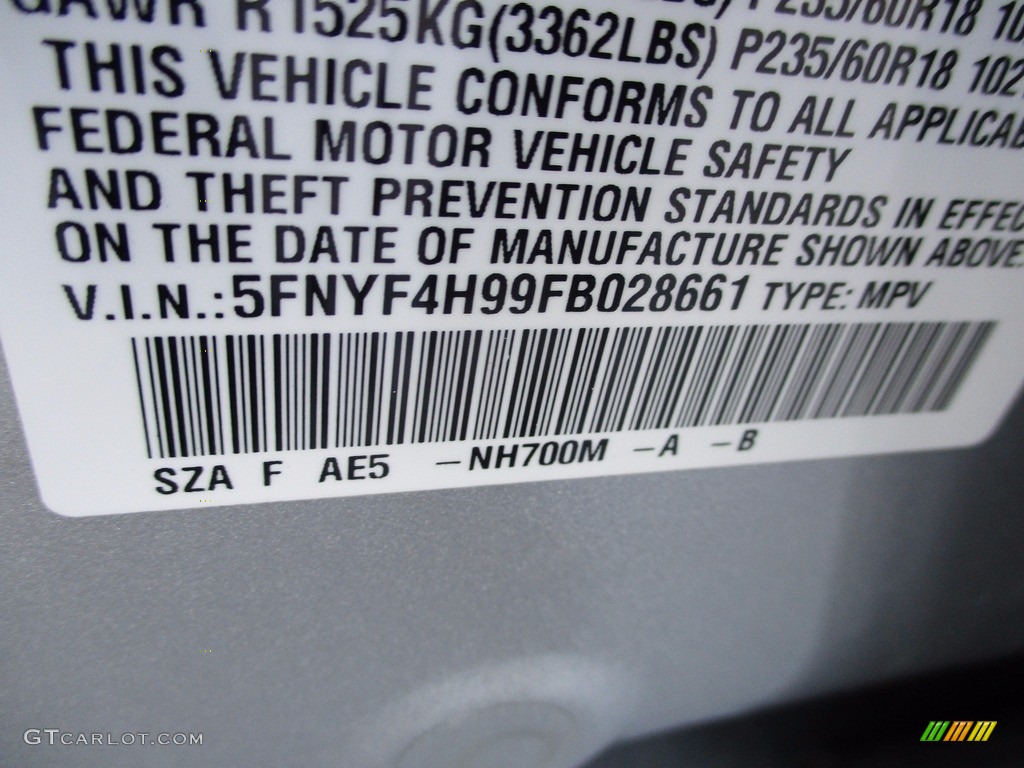 GAWR R1525KG(3362LBS) P235/60R18 102
THIS VEHICLE CONFORMS TO ALL APPLICAB
FEDERAL MOTOR VEHICLE SAFETY
AND THEFT PREVENTION STANDARDS IN EFFEC
ON THE DATE OF MANUFACTURE SHOWN ABOVE.
V.I.N.:5FNYF4H99FB028661 TYPE: MPV
SZA F AE5 -NH700M -A -B
GTCARLOT.COM